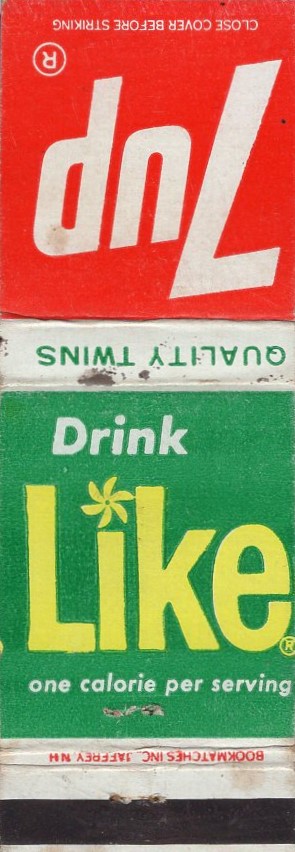 CLOSE COVER BEFORE STRIKING
7up ®
QUALITY TWINS
Drink
Like®
one calorie per serving
BOOKMATCHES INC. JAFFREY, N H